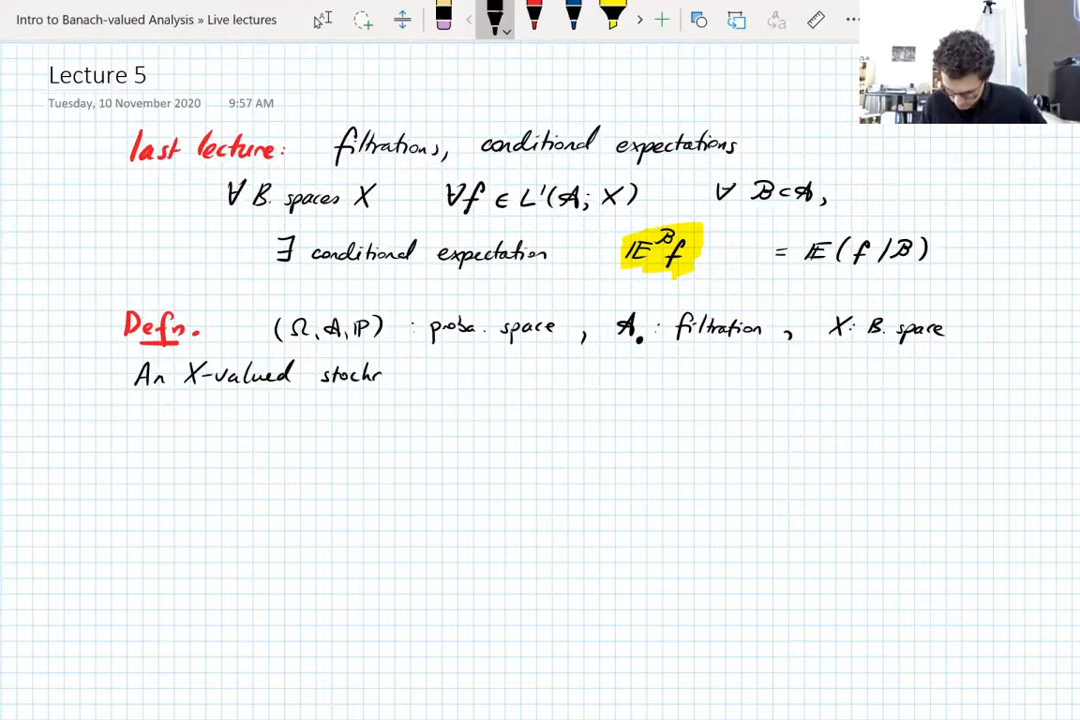 Intro to Banach-valued Analysis » Live lectures
Lecture 5
Tuesday, 10 November 2020 9:57 AM
last lecture: filtrations, conditional expectations
∀ B. spaces X ∀f ∈ L¹(𝒜; X) ∀ ℬ⊂𝒜,
∃ conditional expectation 𝔼^ℬ f = 𝔼(f | ℬ)
Defn. (Ω, 𝒜, ℙ) : proba. space, 𝒜. : filtration, X: B. space
An X-valued stochr